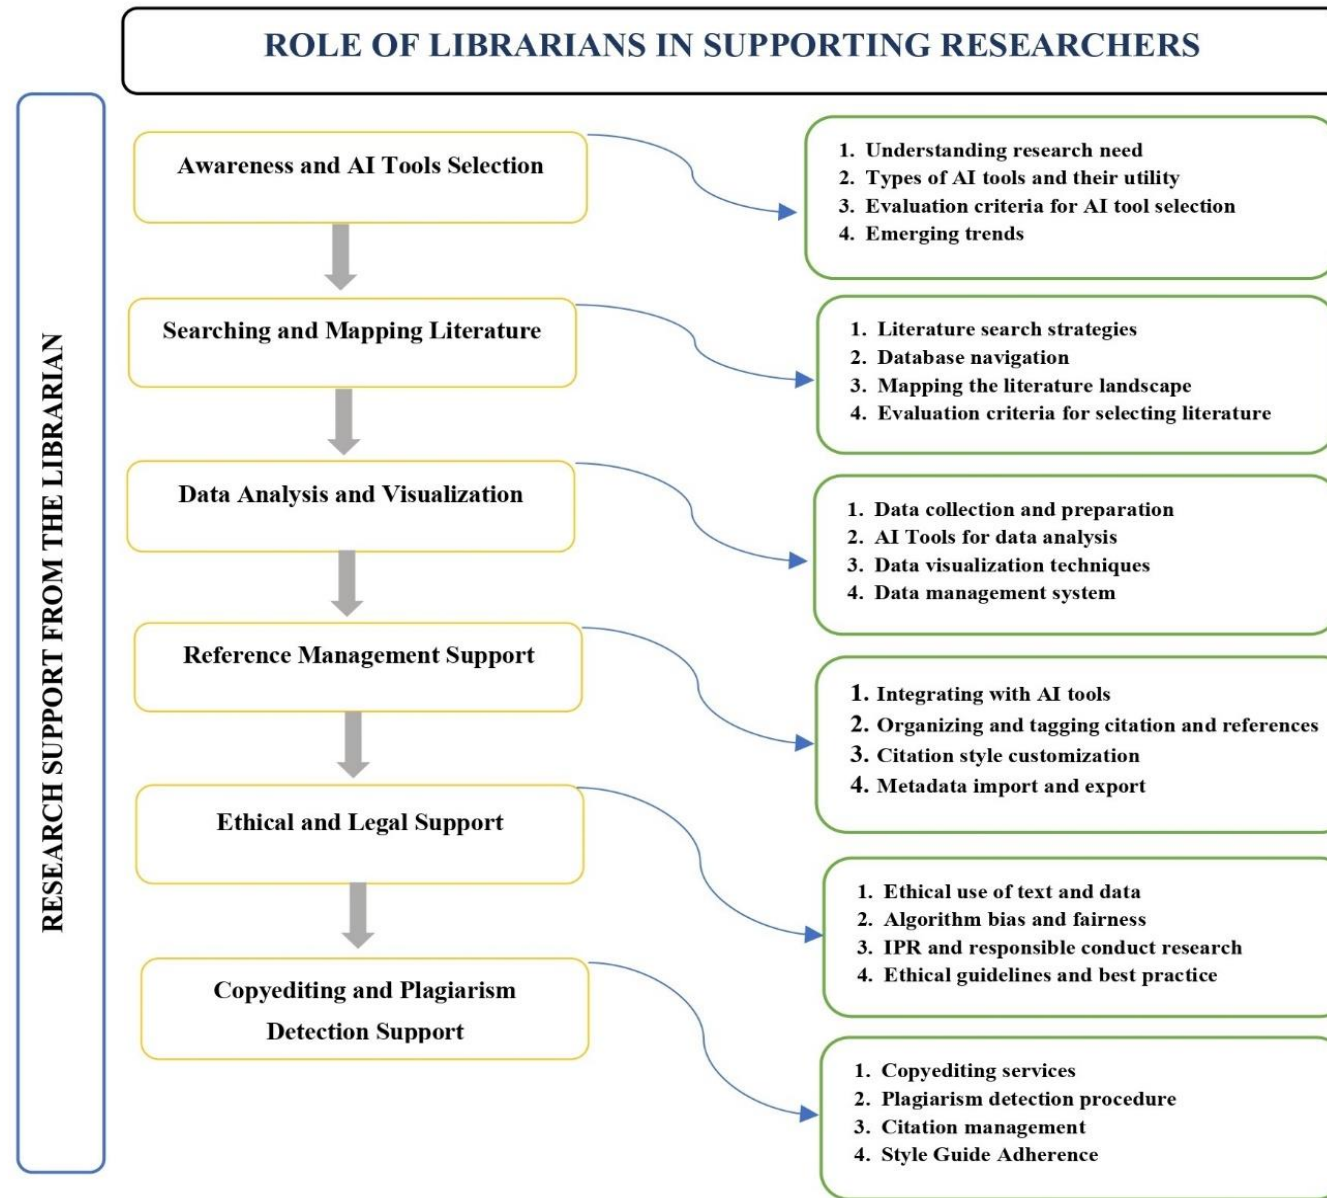 ROLE OF LIBRARIANS IN SUPPORTING RESEARCHERS
RESEARCH SUPPORT FROM THE LIBRARIAN
Awareness and AI Tools Selection
1. Understanding research need
2. Types of AI tools and their utility
3. Evaluation criteria for AI tool selection
4. Emerging trends
Searching and Mapping Literature
1. Literature search strategies
2. Database navigation
3. Mapping the literature landscape
4. Evaluation criteria for selecting literature
Data Analysis and Visualization
1. Data collection and preparation
2. AI Tools for data analysis
3. Data visualization techniques
4. Data management system
Reference Management Support
1. Integrating with AI tools
2. Organizing and tagging citation and references
3. Citation style customization
4. Metadata import and export
Ethical and Legal Support
1. Ethical use of text and data
2. Algorithm bias and fairness
3. IPR and responsible conduct research
4. Ethical guidelines and best practice
Copyediting and Plagiarism
Detection Support
1. Copyediting services
2. Plagiarism detection procedure
3. Citation management
4. Style Guide Adherence